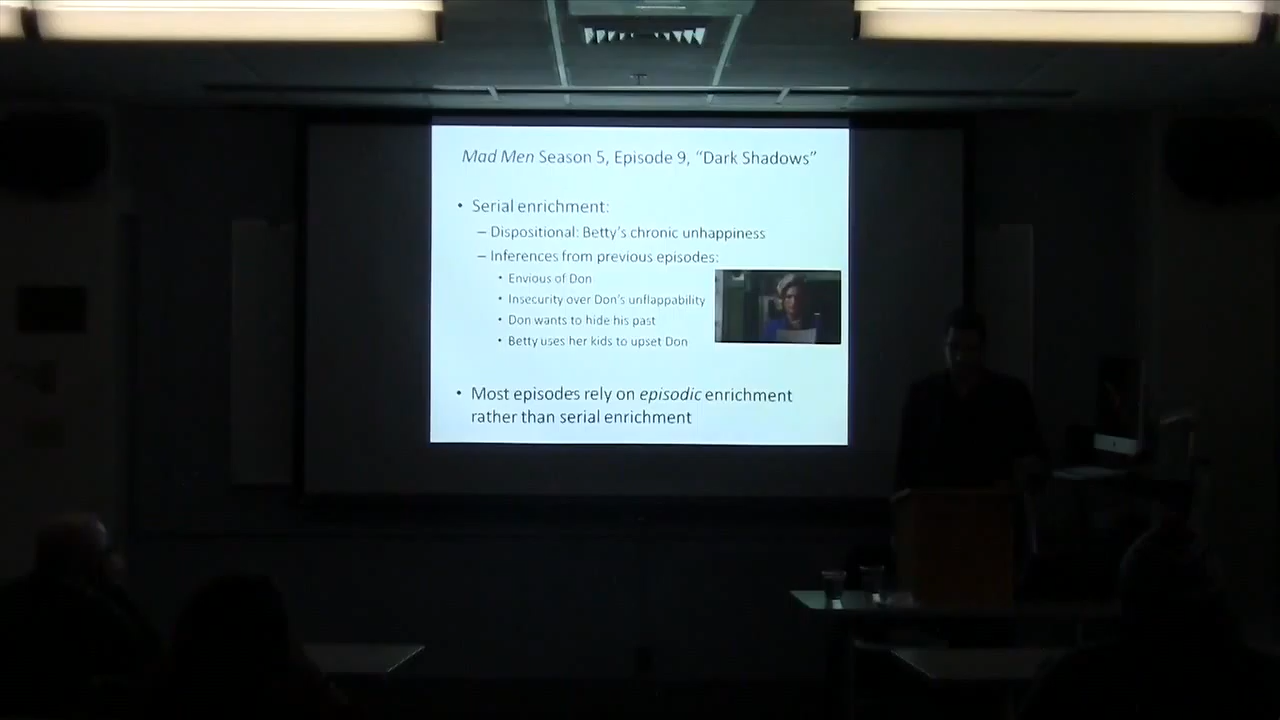 Mad Men Season 5, Episode 9, “Dark Shadows”
• Serial enrichment:
– Dispositional: Betty’s chronic unhappiness
– Inferences from previous episodes:
• Envious of Don
• Insecurity over Don’s unflappability
• Don wants to hide his past
• Betty uses her kids to upset Don
• Most episodes rely on episodic enrichment
rather than serial enrichment